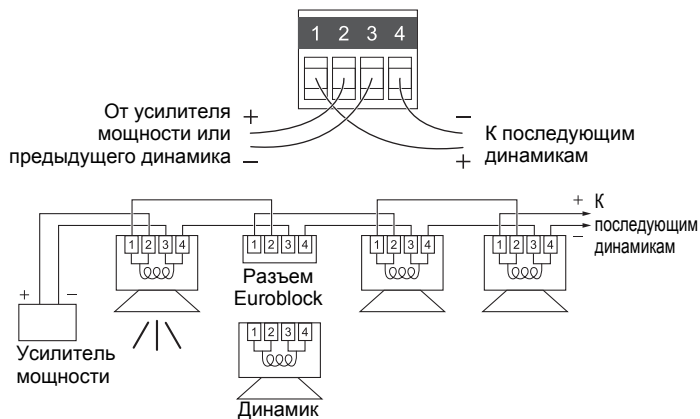 1 2 3 4
От усилителя
мощности или
предыдущего динамика
+
−
−
+
К последующим
динамикам
+ К
последующим
− динамикам
1 2 3 4
1 2 3 4
1 2 3 4
1 2 3 4
Разъем
Euroblock
+ −
Усилитель
мощности
1 2 3 4
Динамик